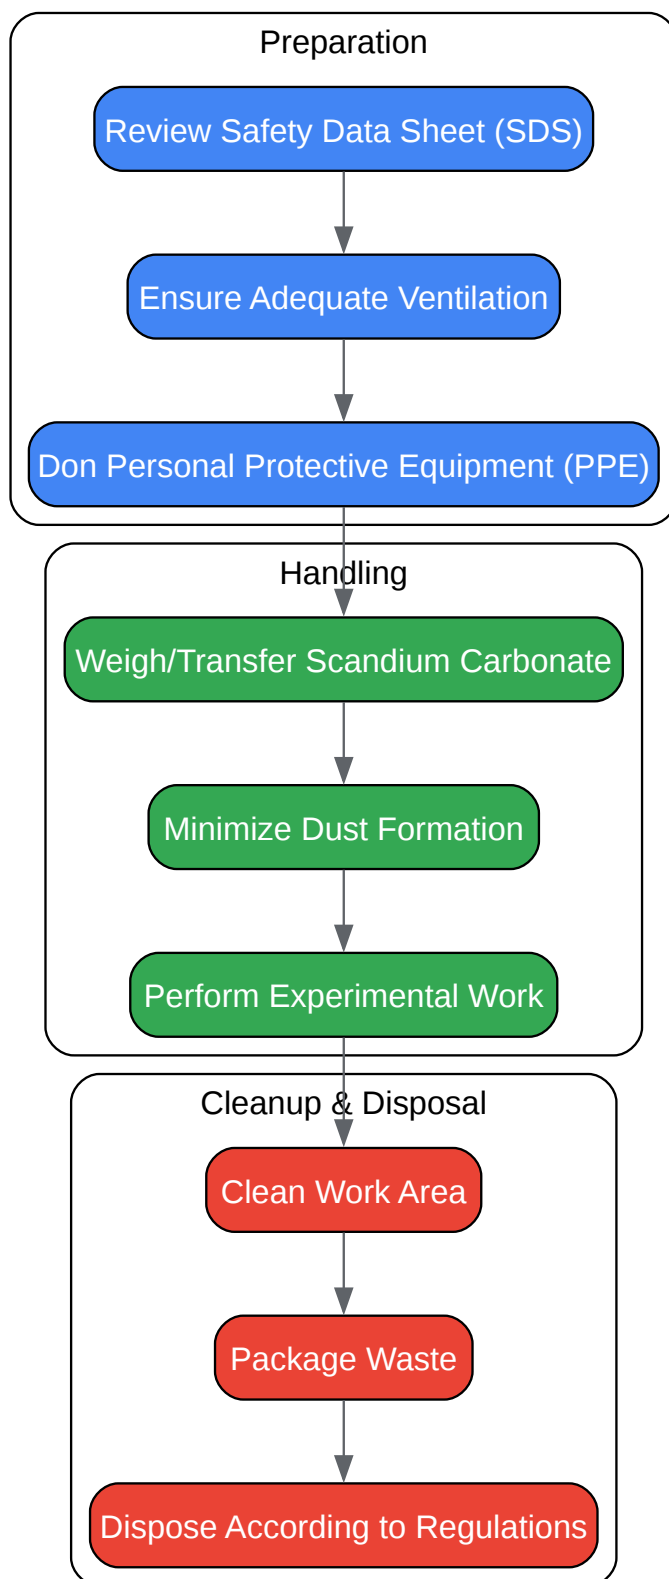 Preparation
Review Safety Data Sheet (SDS)
Ensure Adequate Ventilation
Don Personal Protective Equipment (PPE)
Handling
Weigh/Transfer Scandium Carbonate
Minimize Dust Formation
Perform Experimental Work
Cleanup & Disposal
Clean Work Area
Package Waste
Dispose According to Regulations